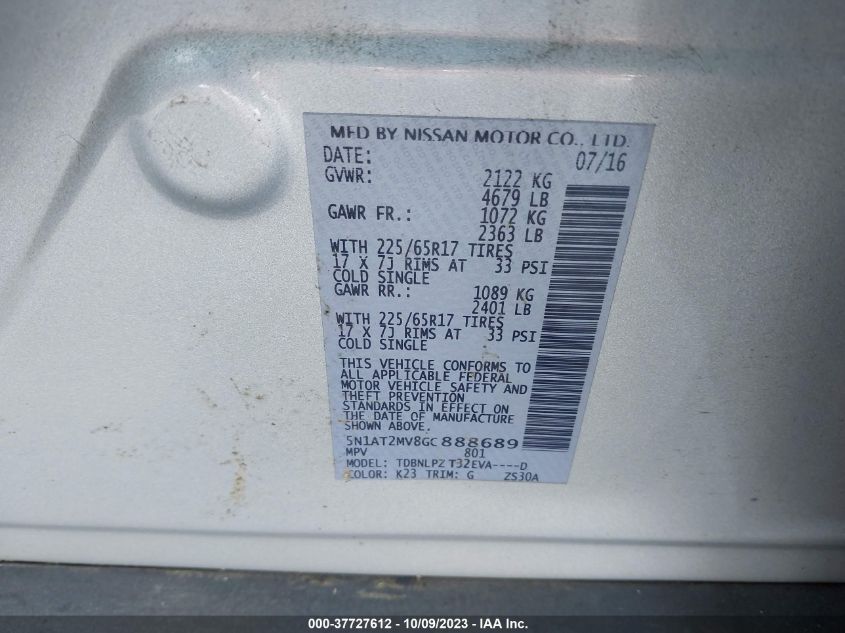 MFD BY NISSAN MOTOR CO., LTD.
DATE: 07/16
GVWR: 2122 KG
4679 LB
GAWR FR.: 1072 KG
2363 LB
WITH 225/65R17 TIRES
17 X 7J RIMS AT 33 PSI
COLD SINGLE
GAWR RR.: 1089 KG
2401 LB
WITH 225/65R17 TIRES
17 X 7J RIMS AT 33 PSI
COLD SINGLE
THIS VEHICLE CONFORMS TO
ALL APPLICABLE FEDERAL
MOTOR VEHICLE SAFETY AND
THEFT PREVENTION
STANDARDS IN EFFECT ON
THE DATE OF MANUFACTURE
SHOWN ABOVE.
5N1AT2MV8GC888689
MPV 801
MODEL: TDBNLPZ T32EVA----D
COLOR: K23 TRIM: G ZS30A
000-37727612 - 10/09/2023 - IAA Inc.